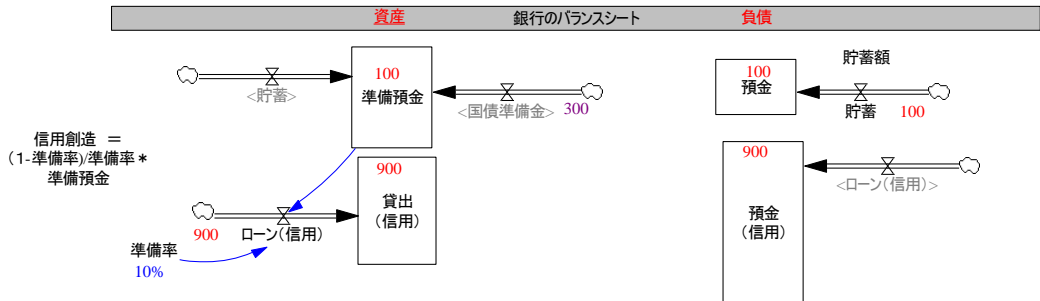 資産
銀行のバランスシート
負債
100
準備預金
<貯蓄>
<国債準備金>
300
100
預金
貯蓄額
貯蓄
100
信用創造 =
(1-準備率)/準備率*
準備預金
900
貸出
(信用)
900
ローン(信用)
準備率
10%
900
預金
(信用)
<ローン(信用)>